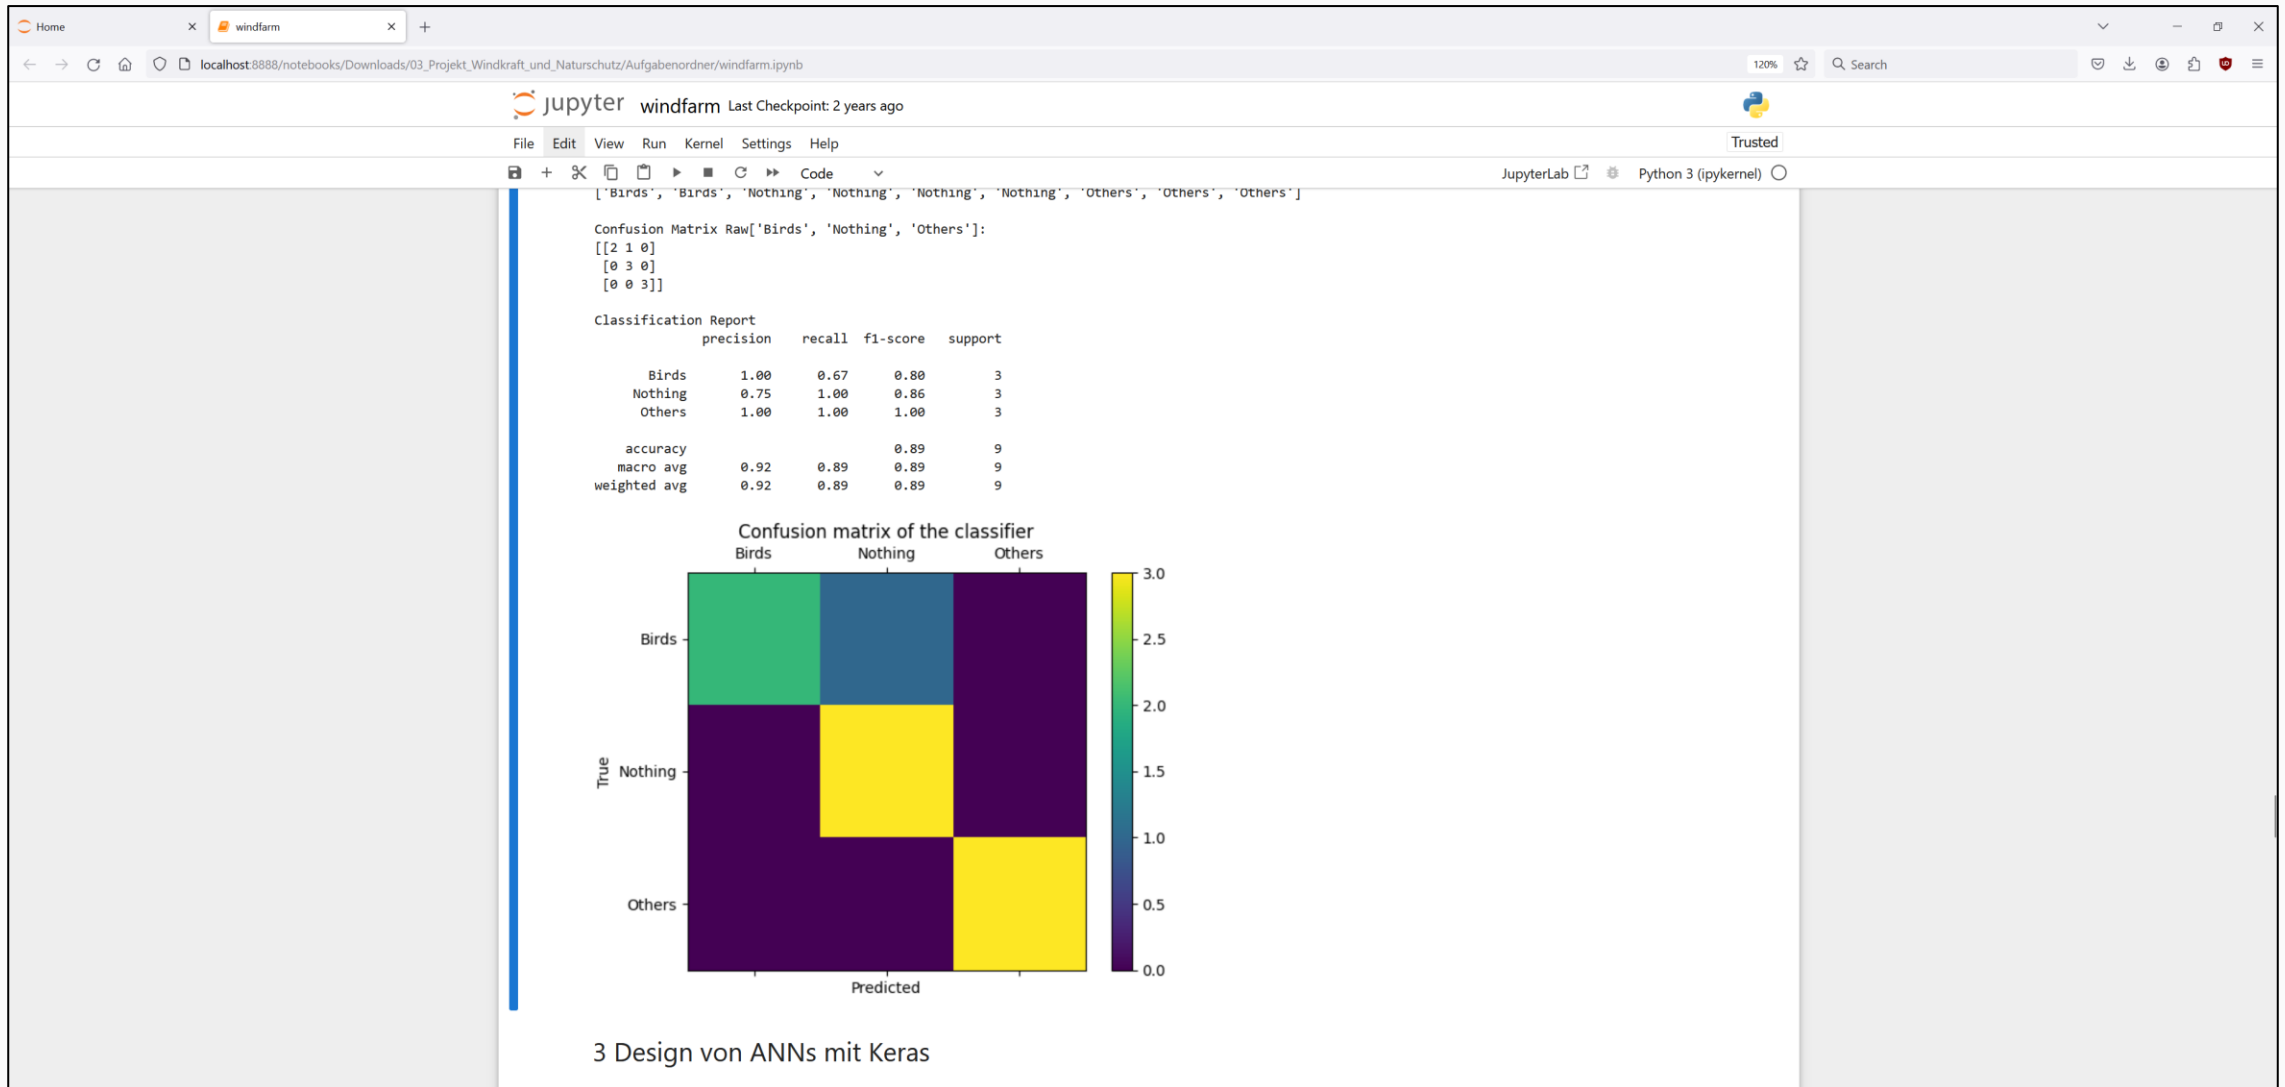 Home
windfarm
localhost:8888/notebooks/Downloads/03_Projekt_Windkraft_und_Naturschutz/Aufgabenordner/windfarm.ipynb
120%
Search
jupyter windfarm Last Checkpoint: 2 years ago
File Edit View Run Kernel Settings Help
Trusted
Code
JupyterLab
Python 3 (ipykernel)
['Birds', 'Birds', 'Nothing', 'Nothing', 'Nothing', 'Nothing', 'Others', 'Others', 'Others']
Confusion Matrix Raw['Birds', 'Nothing', 'Others']:
[[2 1 0]
[0 3 0]
[0 0 3]]
Classification Report
precision recall f1-score support
Birds 1.00 0.67 0.80 3
Nothing 0.75 1.00 0.86 3
Others 1.00 1.00 1.00 3
accuracy 0.89 9
macro avg 0.92 0.89 0.89 9
weighted avg 0.92 0.89 0.89 9
Confusion matrix of the classifier
Birds Nothing Others
Birds
Nothing
Others
True
Predicted
3.0
2.5
2.0
1.5
1.0
0.5
0.0
3 Design von ANNs mit Keras